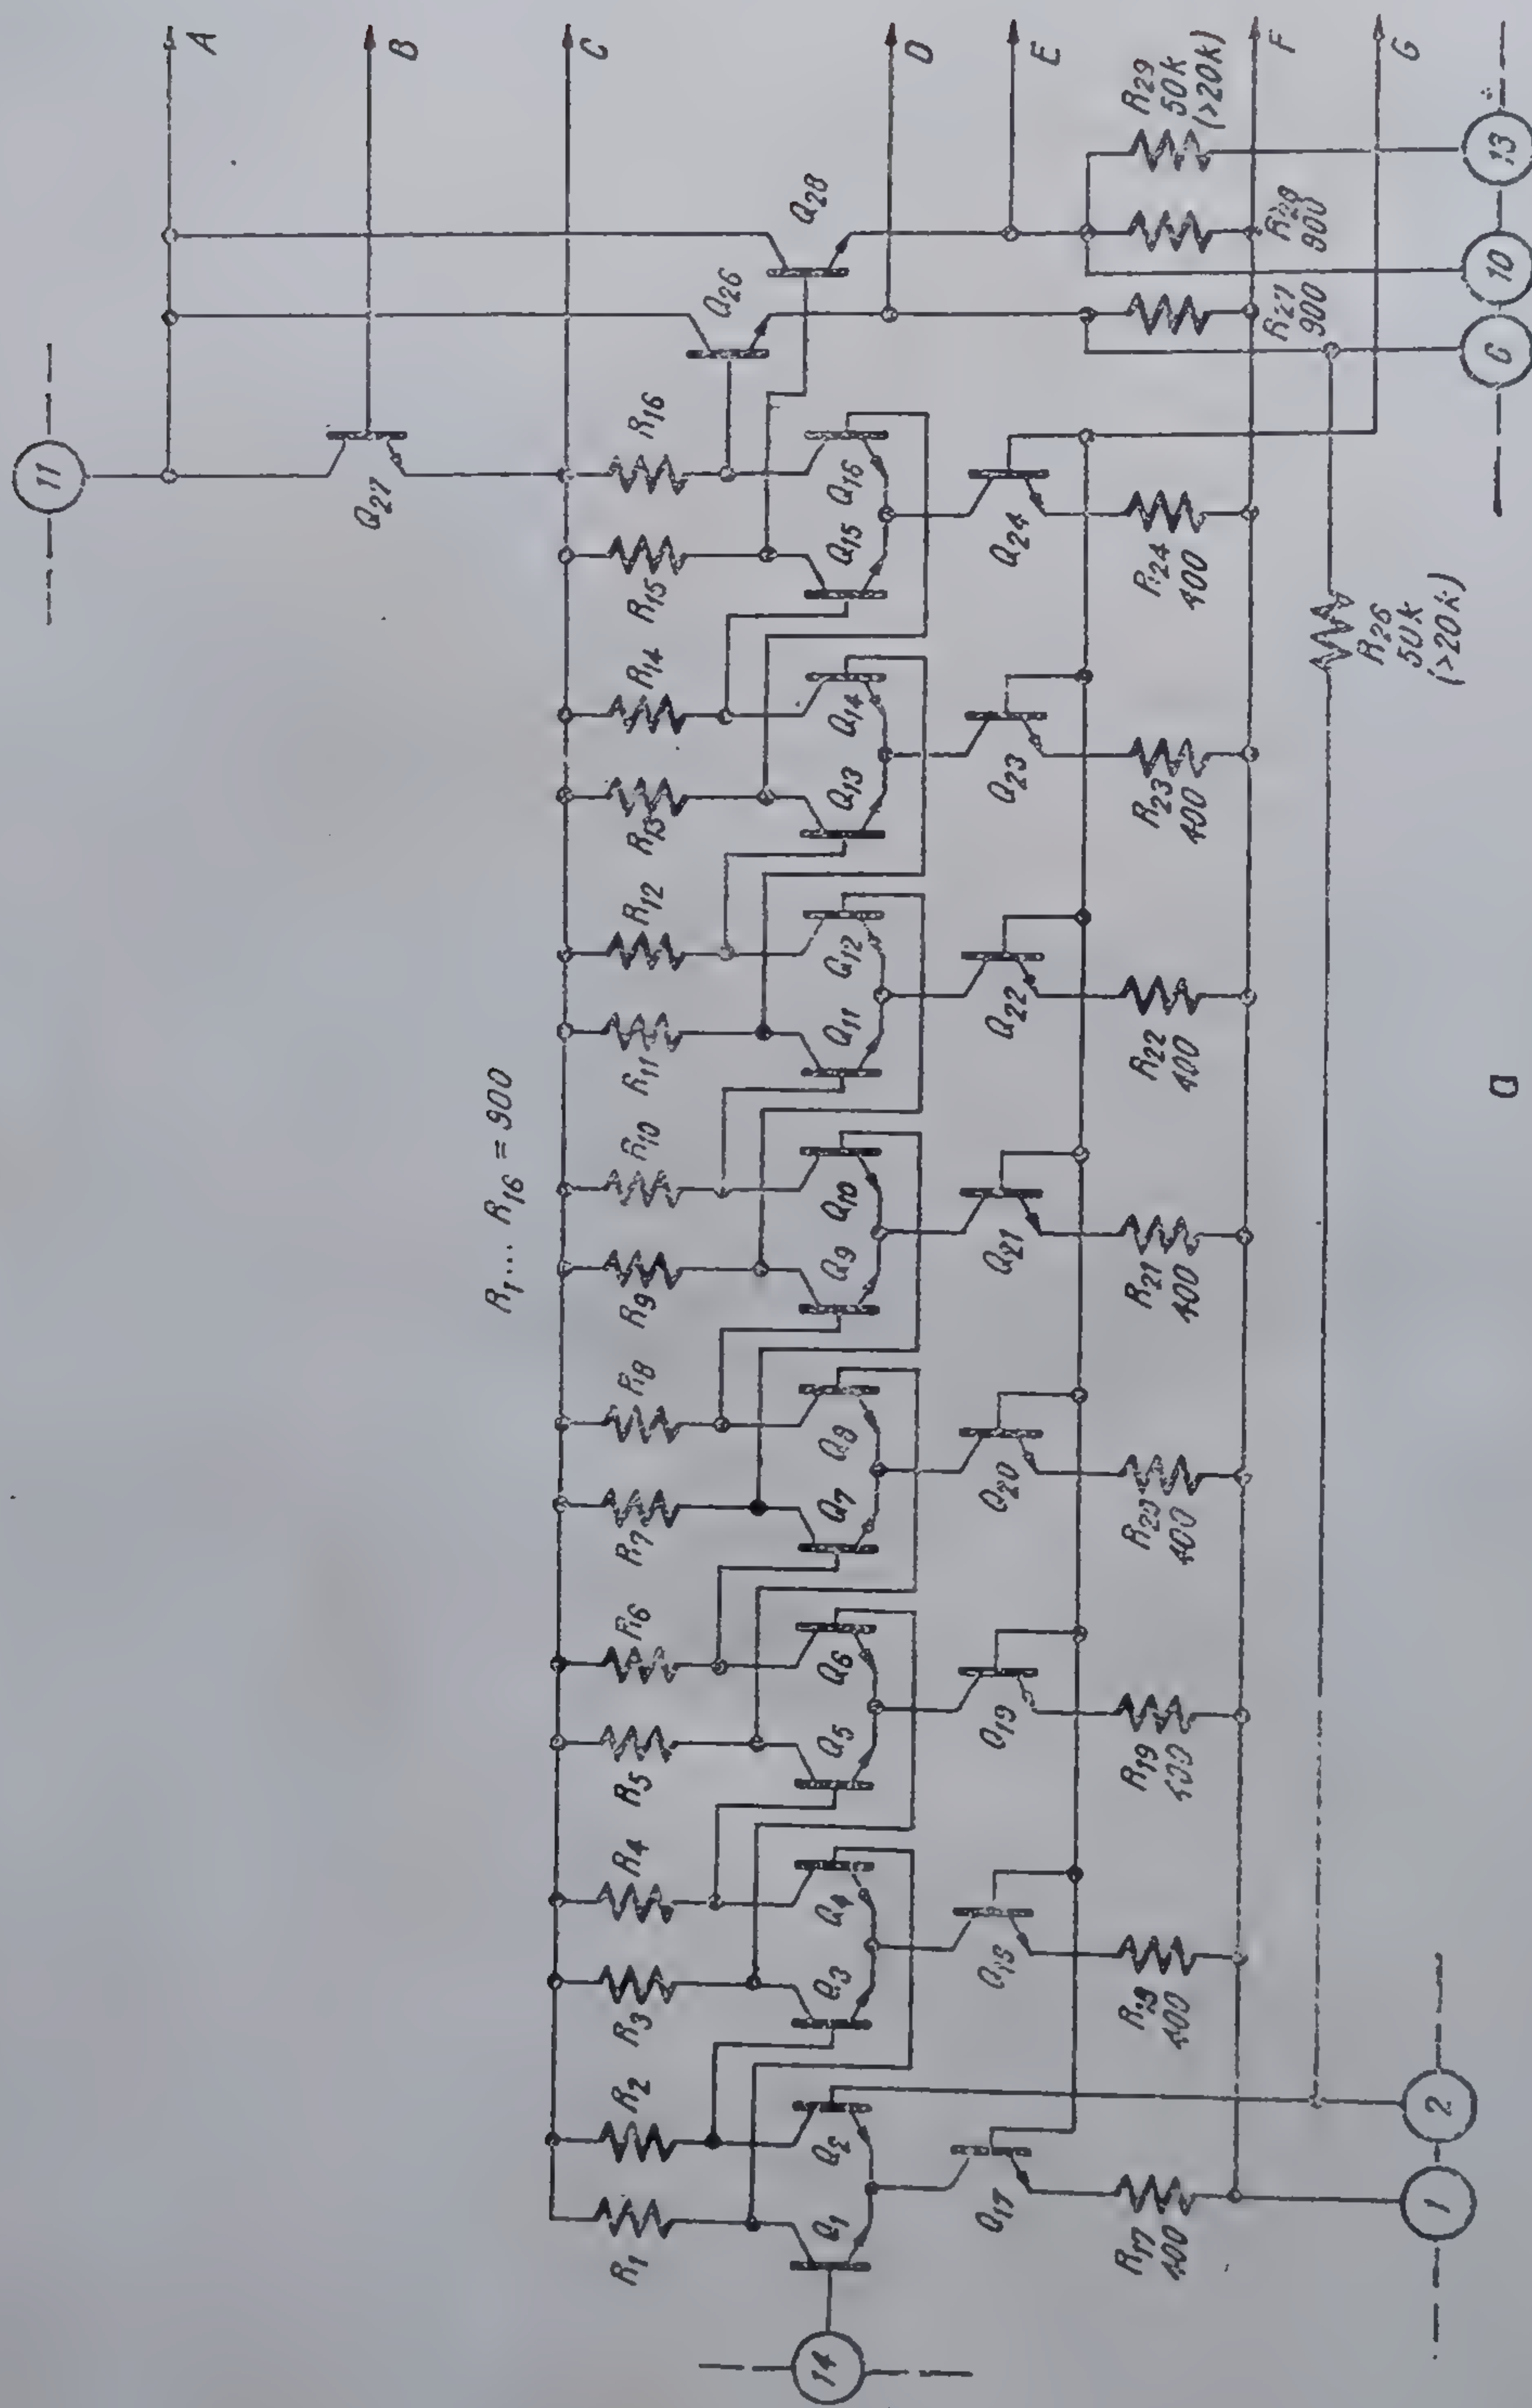 11
A
B
C
D
E
F
G
Q27
R1... R16 = 900
R1
R2
R3
R4
R5
R6
R7
R8
R9
R10
R11
R12
R13
R14
R15
R16
Q26
Q28
14
Q1
Q2
Q3
Q4
Q5
Q6
Q7
Q8
Q9
Q10
Q11
Q12
Q13
Q14
Q15
Q16
Q17
Q18
Q19
Q20
Q21
Q22
Q23
Q24
R17
400
R18
400
R19
400
R20
400
R21
400
R22
400
R23
400
R24
400
R27
900
R28
900
R29
50k
(>20k)
R26
50k
(>20k)
1
2
6
10
13
a